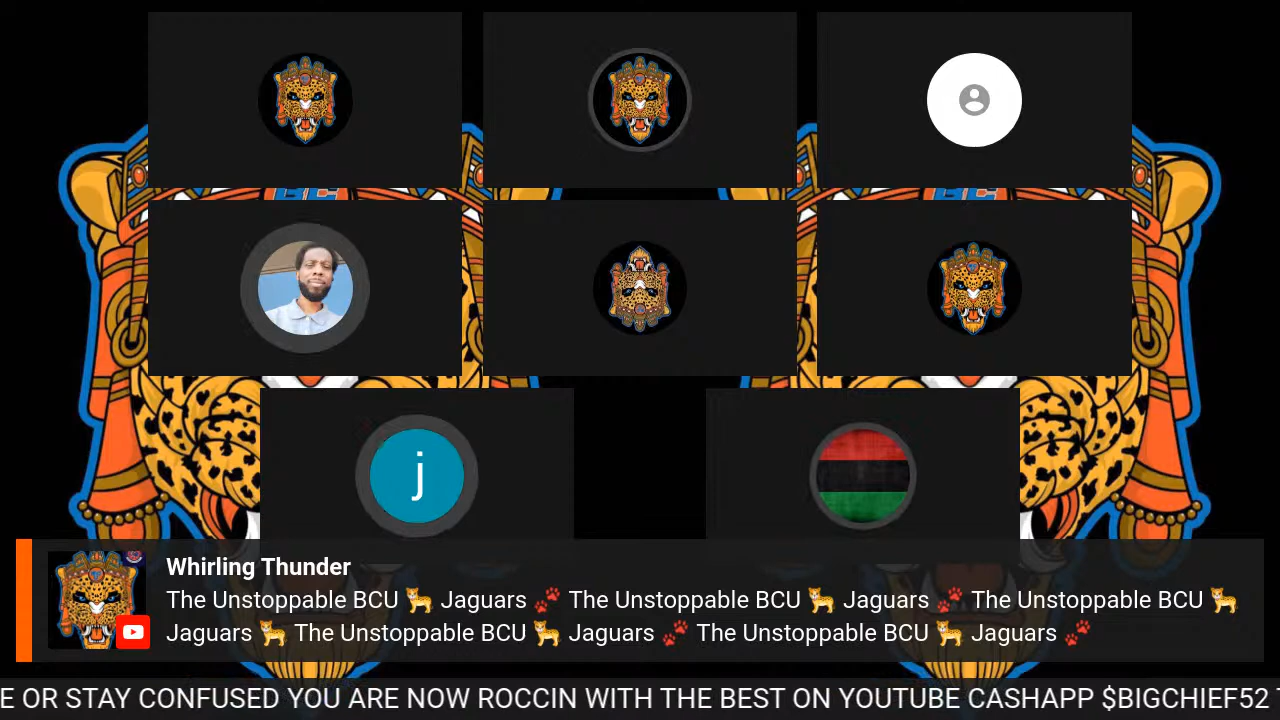 j
Whirling Thunder
The Unstoppable BCU 🐆 Jaguars 🐾 The Unstoppable BCU 🐆 Jaguars 🐾 The Unstoppable BCU 🐆
Jaguars 🐆 The Unstoppable BCU 🐆 Jaguars 🐾 The Unstoppable BCU 🐆 Jaguars 🐾
E OR STAY CONFUSED YOU ARE NOW ROCCIN WITH THE BEST ON YOUTUBE CASHAPP $BIGCHIEF52